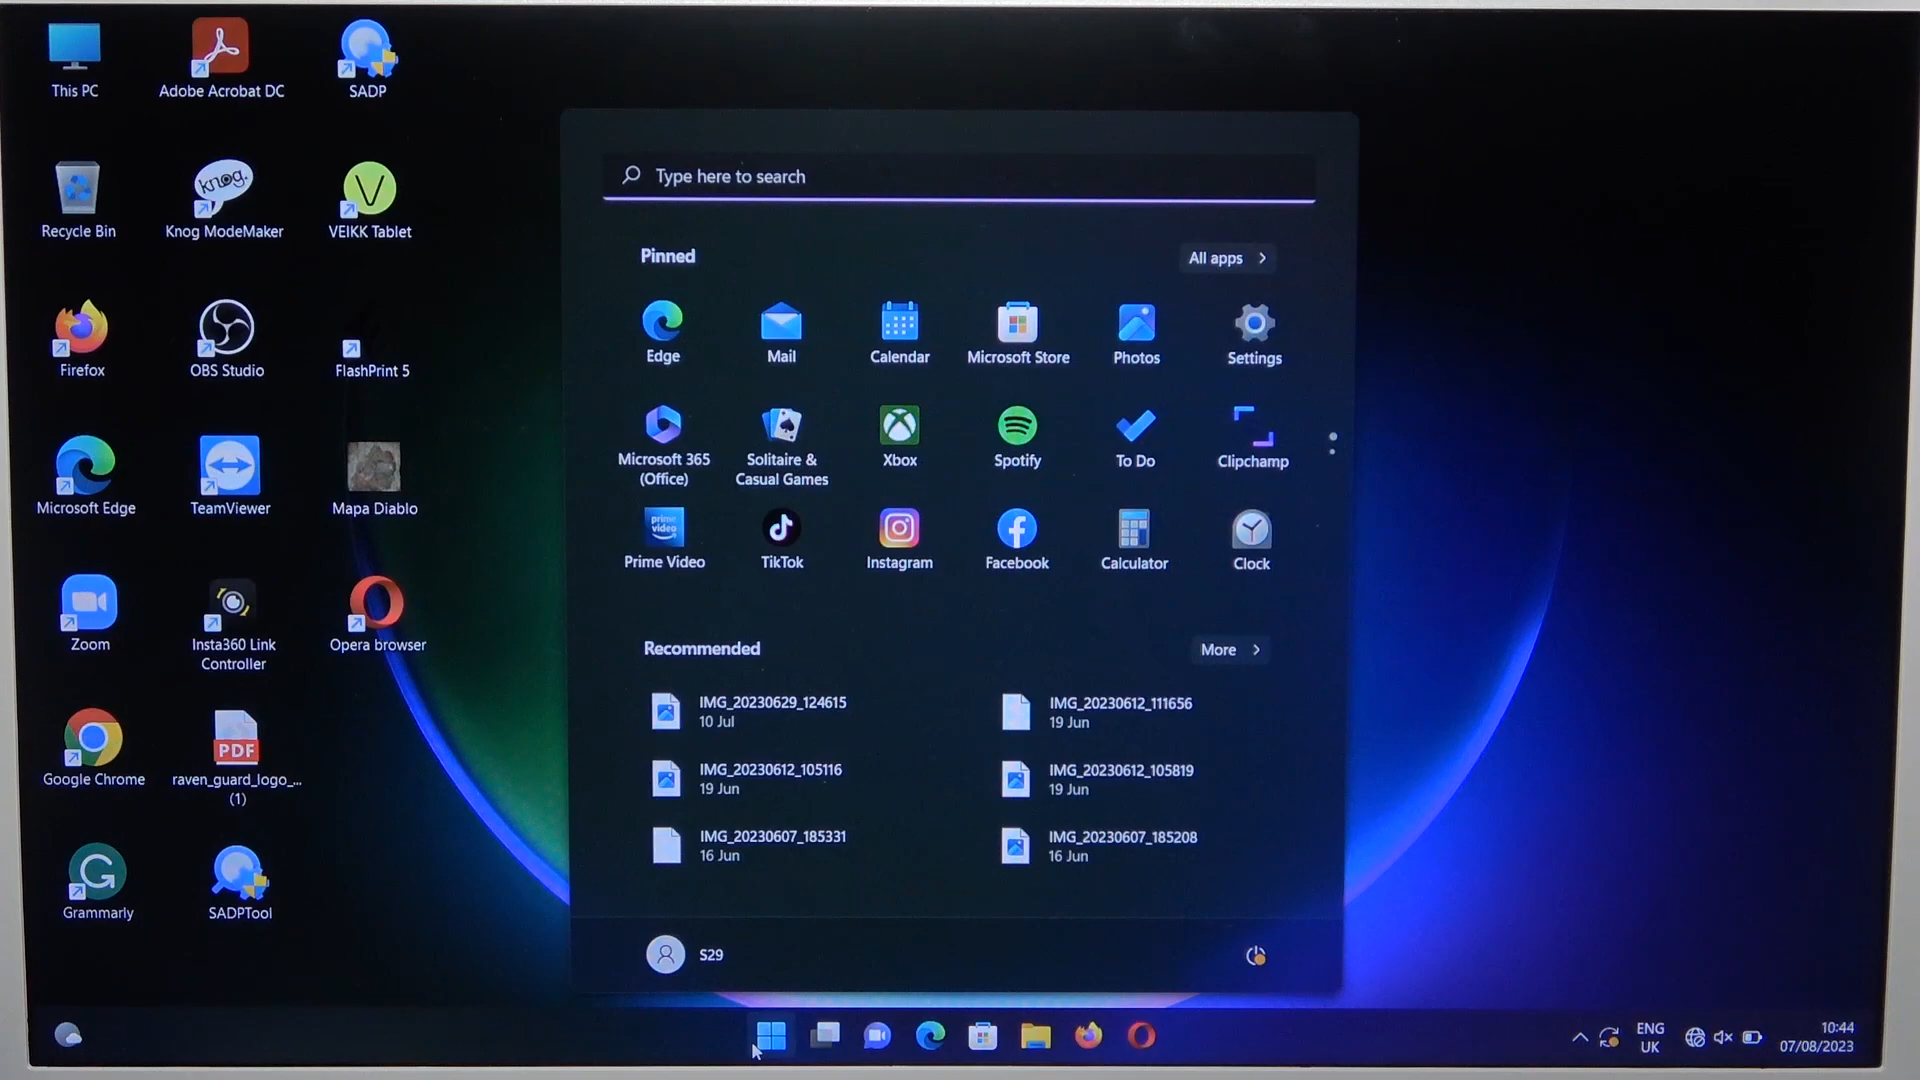 This PC
Adobe Acrobat DC
SADP
Recycle Bin
knog.
Knog ModeMaker
V
VEIKK Tablet
Firefox
OBS Studio
FlashPrint 5
Microsoft Edge
TeamViewer
Mapa Diablo
Zoom
Insta360 Link
Controller
Opera browser
Google Chrome
PDF
raven_guard_logo_...
(1)
G
Grammarly
SADPTool
Type here to search
Pinned
All apps
Edge
Mail
Calendar
Microsoft Store
Photos
Settings
Microsoft 365
(Office)
Solitaire &
Casual Games
Xbox
Spotify
To Do
Clipchamp
prime
video
Prime Video
TikTok
Instagram
Facebook
Calculator
Clock
Recommended
More
IMG_20230629_124615
10 Jul
IMG_20230612_111656
19 Jun
IMG_20230612_105116
19 Jun
IMG_20230612_105819
19 Jun
IMG_20230607_185331
16 Jun
IMG_20230607_185208
16 Jun
S29
ENG
UK
10:44
07/08/2023